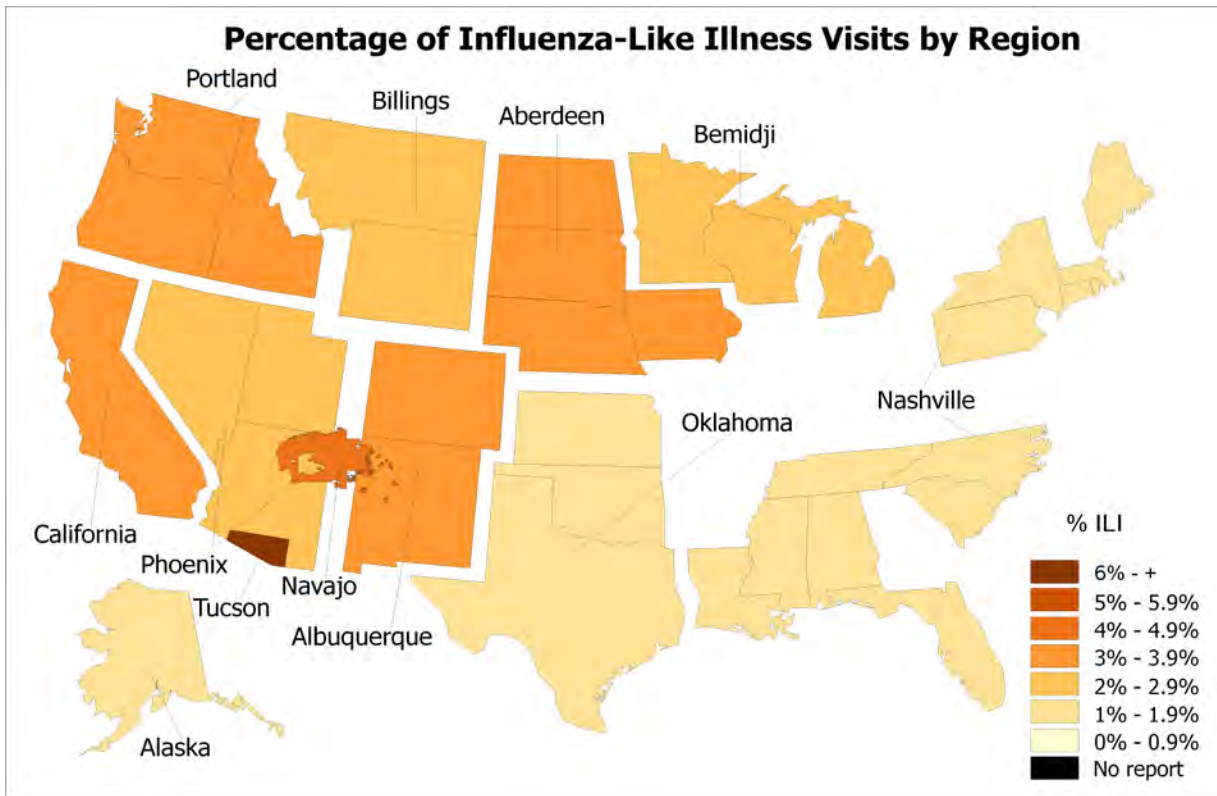 Percentage of Influenza-Like Illness Visits by Region
Portland
Billings
Aberdeen
Bemidji
Nashville
Oklahoma
California
Phoenix
Navajo
Tucson
Albuquerque
Alaska
% ILI
6% - +
5% - 5.9%
4% - 4.9%
3% - 3.9%
2% - 2.9%
1% - 1.9%
0% - 0.9%
No report